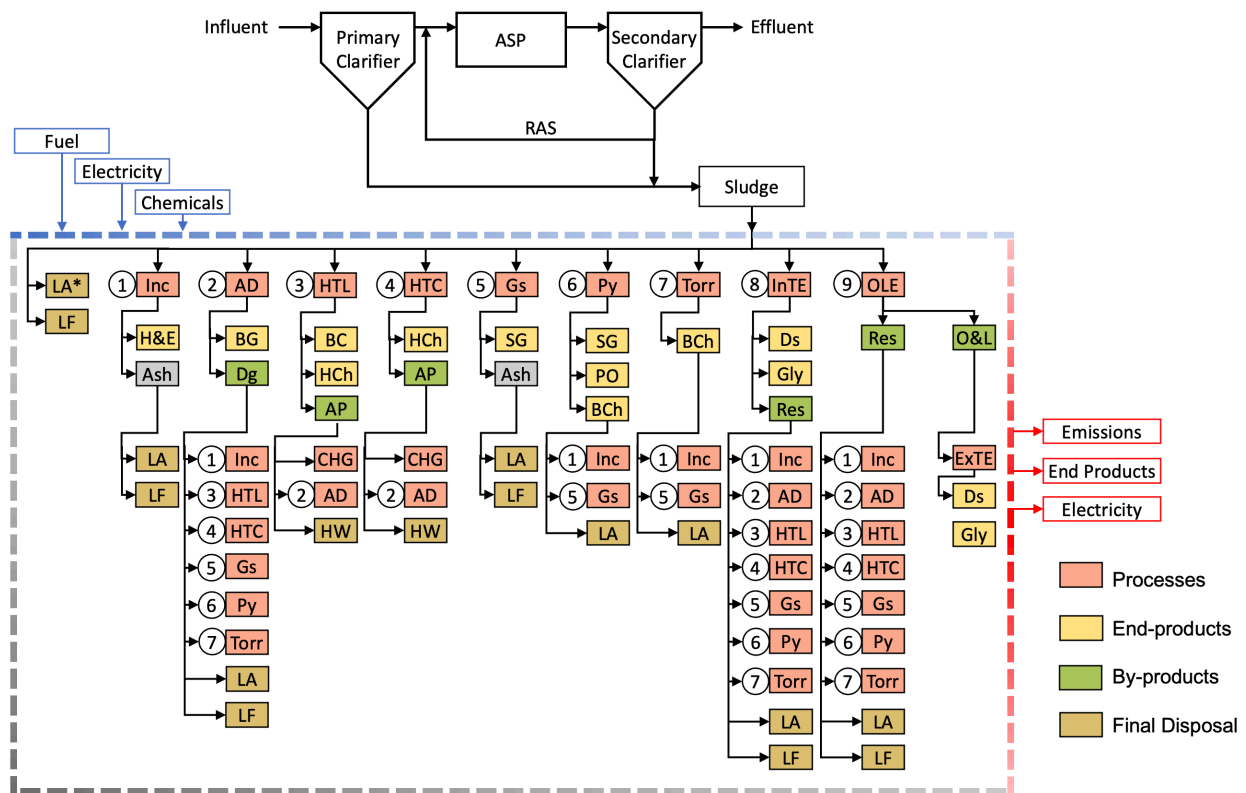 Influent
Primary
Clarifier
ASP
Secondary
Clarifier
Effluent
RAS
Fuel
Electricity
Chemicals
Sludge
LA*
LF
1 Inc
2 AD
3 HTL
4 HTC
5 Gs
6 Py
7 Torr
8 InTE
9 OLE
H&E
Ash
BG
Dg
BC
HCh
AP
HCh
AP
SG
Ash
SG
PO
BCh
BCh
Ds
Gly
Res
Res
O&L
LA
LF
1 Inc
3 HTL
4 HTC
5 Gs
6 Py
7 Torr
LA
LF
CHG
2 AD
HW
CHG
2 AD
HW
LA
LF
1 Inc
5 Gs
LA
1 Inc
5 Gs
LA
1 Inc
2 AD
3 HTL
4 HTC
5 Gs
6 Py
7 Torr
LA
LF
1 Inc
2 AD
3 HTL
4 HTC
5 Gs
6 Py
7 Torr
LA
LF
ExTE
Ds
Gly
Emissions
End Products
Electricity
Processes
End-products
By-products
Final Disposal